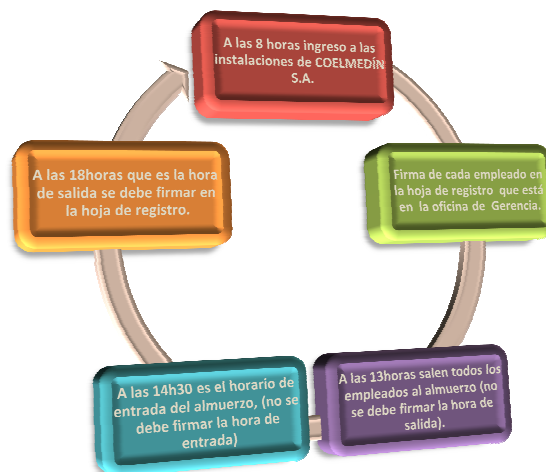 A las 8 horas ingreso a las
instalaciones de COELMEDÍN
S.A.
Firma de cada empleado en
la hoja de registro que está
en la oficina de Gerencia.
A las 13horas salen todos los
empleados al almuerzo (no
se debe firmar la hora de
salida).
A las 14h30 es el horario de
entrada del almuerzo, (no se
debe firmar la hora de
entrada)
A las 18horas que es la hora
de salida se debe firmar en
la hoja de registro.